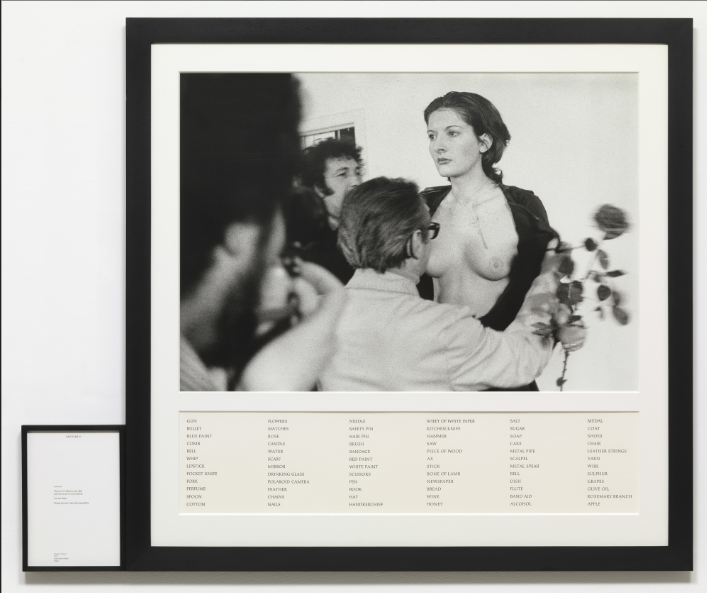 GUN
BULLET
BLUE PAINT
COMB
BELL
WHIP
LIPSTICK
POCKET KNIFE
FORK
PERFUME
SPOON
COTTON
FLOWERS
MATCHES
ROSE
CANDLE
WATER
SCARF
MIRROR
DRINKING GLASS
POLAROID CAMERA
FEATHER
CHAINS
NAILS
NEEDLE
SAFETY PIN
HAIR PIN
BRUSH
BANDAGE
RED PAINT
WHITE PAINT
SCISSORS
PEN
BOOK
HAT
HANDKERCHIEF
SHEET OF WHITE PAPER
KITCHEN KNIFE
HAMMER
SAW
PIECE OF WOOD
AX
STICK
BONE OF LAMB
NEWSPAPER
BREAD
WINE
HONEY
SALT
SUGAR
SOAP
CAKE
METAL PIPE
SCALPEL
METAL SPEAR
BELL
DISH
FLUTE
BAND AID
ALCOHOL
MEDAL
COAT
SHOES
CHAIR
LEATHER STRINGS
YARN
WIRE
SULPHUR
GRAPES
OLIVE OIL
ROSEMARY BRANCH
APPLE